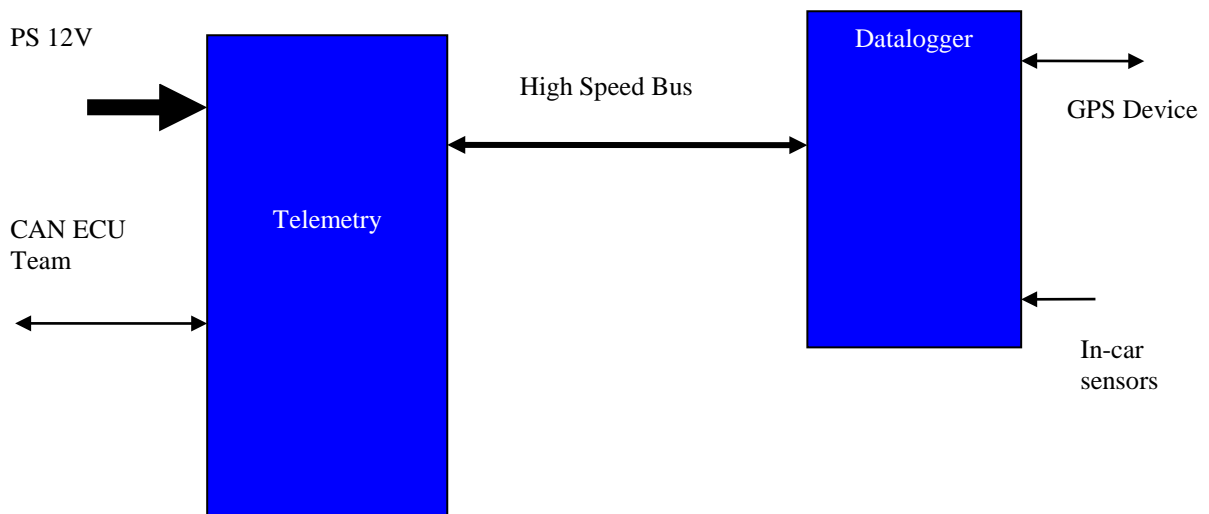 PS 12V
Datalogger
High Speed Bus
GPS Device
CAN ECU
Team
Telemetry
In-car
sensors